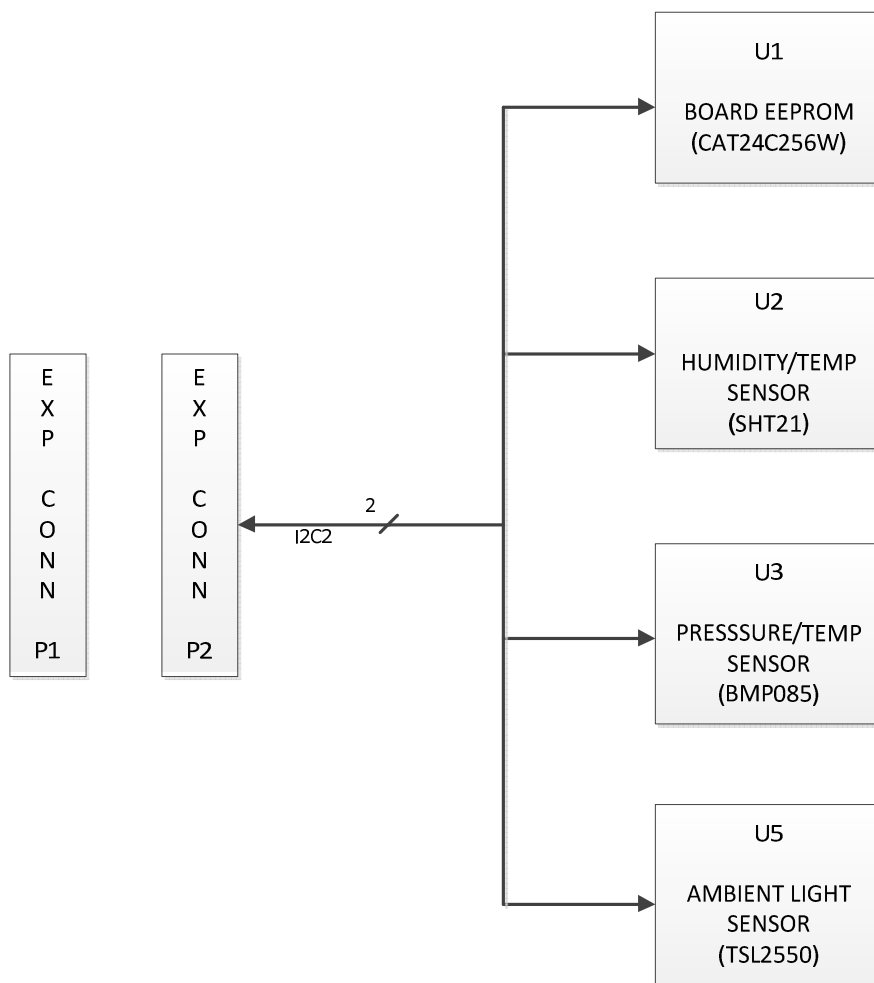 U1
BOARD EEPROM
(CAT24C256W)
U2
HUMIDITY/TEMP
SENSOR
(SHT21)
E
X
P
C
O
N
N
P1
E
X
P
C
O
N
N
P2
2
I2C2
U3
PRESSSURE/TEMP
SENSOR
(BMP085)
U5
AMBIENT LIGHT
SENSOR
(TSL2550)